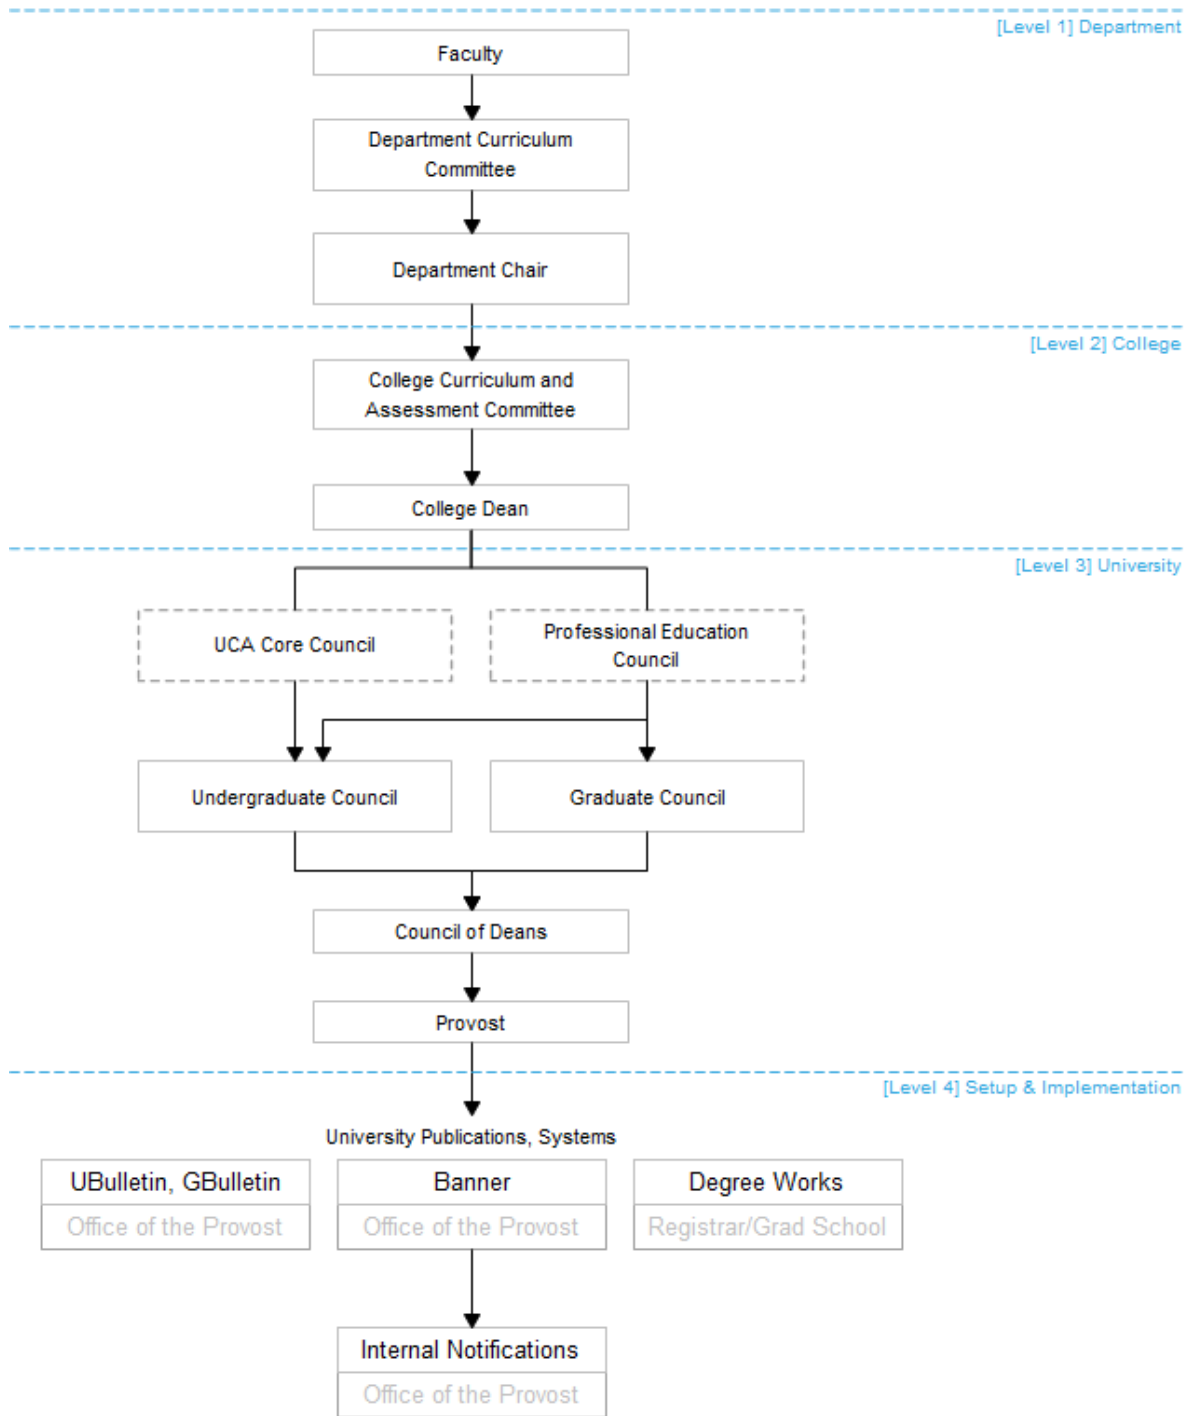 [Level 1] Department
Faculty
Department Curriculum
Committee
Department Chair
[Level 2] College
College Curriculum and
Assessment Committee
College Dean
[Level 3] University
UCA Core Council
Professional Education
Council
Undergraduate Council
Graduate Council
Council of Deans
Provost
[Level 4] Setup & Implementation
University Publications, Systems
UBulletin, GBulletin
Office of the Provost
Banner
Office of the Provost
Degree Works
Registrar/Grad School
Internal Notifications
Office of the Provost